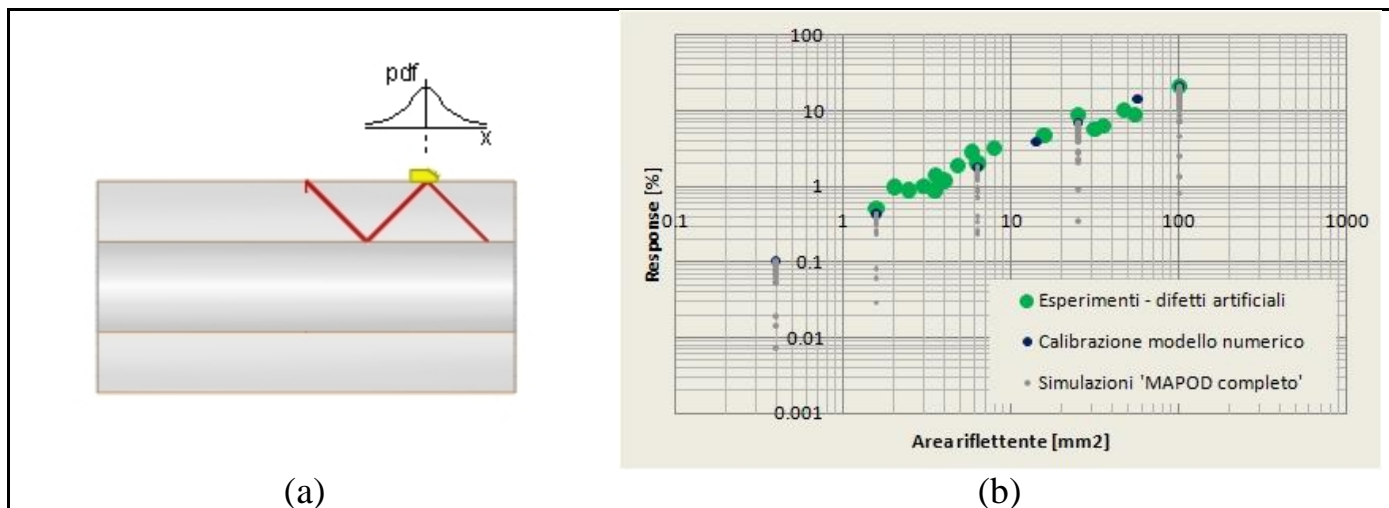 pdf
x
100
10
1
0.1
0.01
0.001
0.1
1
10
100
1000
Response [%]
Area riflettente [mm2]
Esperimenti - difetti artificiali
Calibrazione modello numerico
Simulazioni 'MAPOD completo'
(a)
(b)